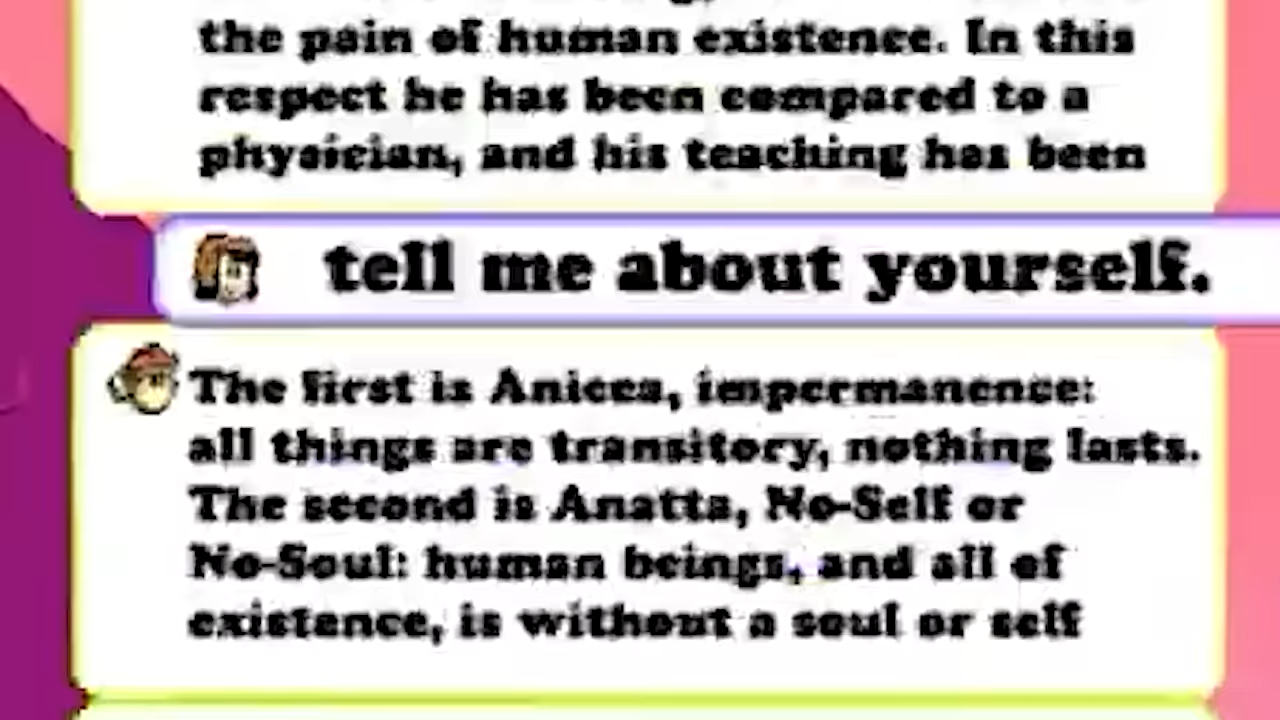 the pain of human existence. In this
respect he has been compared to a
physician, and his teaching has been
tell me about yourself.
The first is Anicca, impermanence:
all things are transitory, nothing lasts.
The second is Anatta, No-Self or
No-Soul: human beings, and all of
existence, is without a soul or self